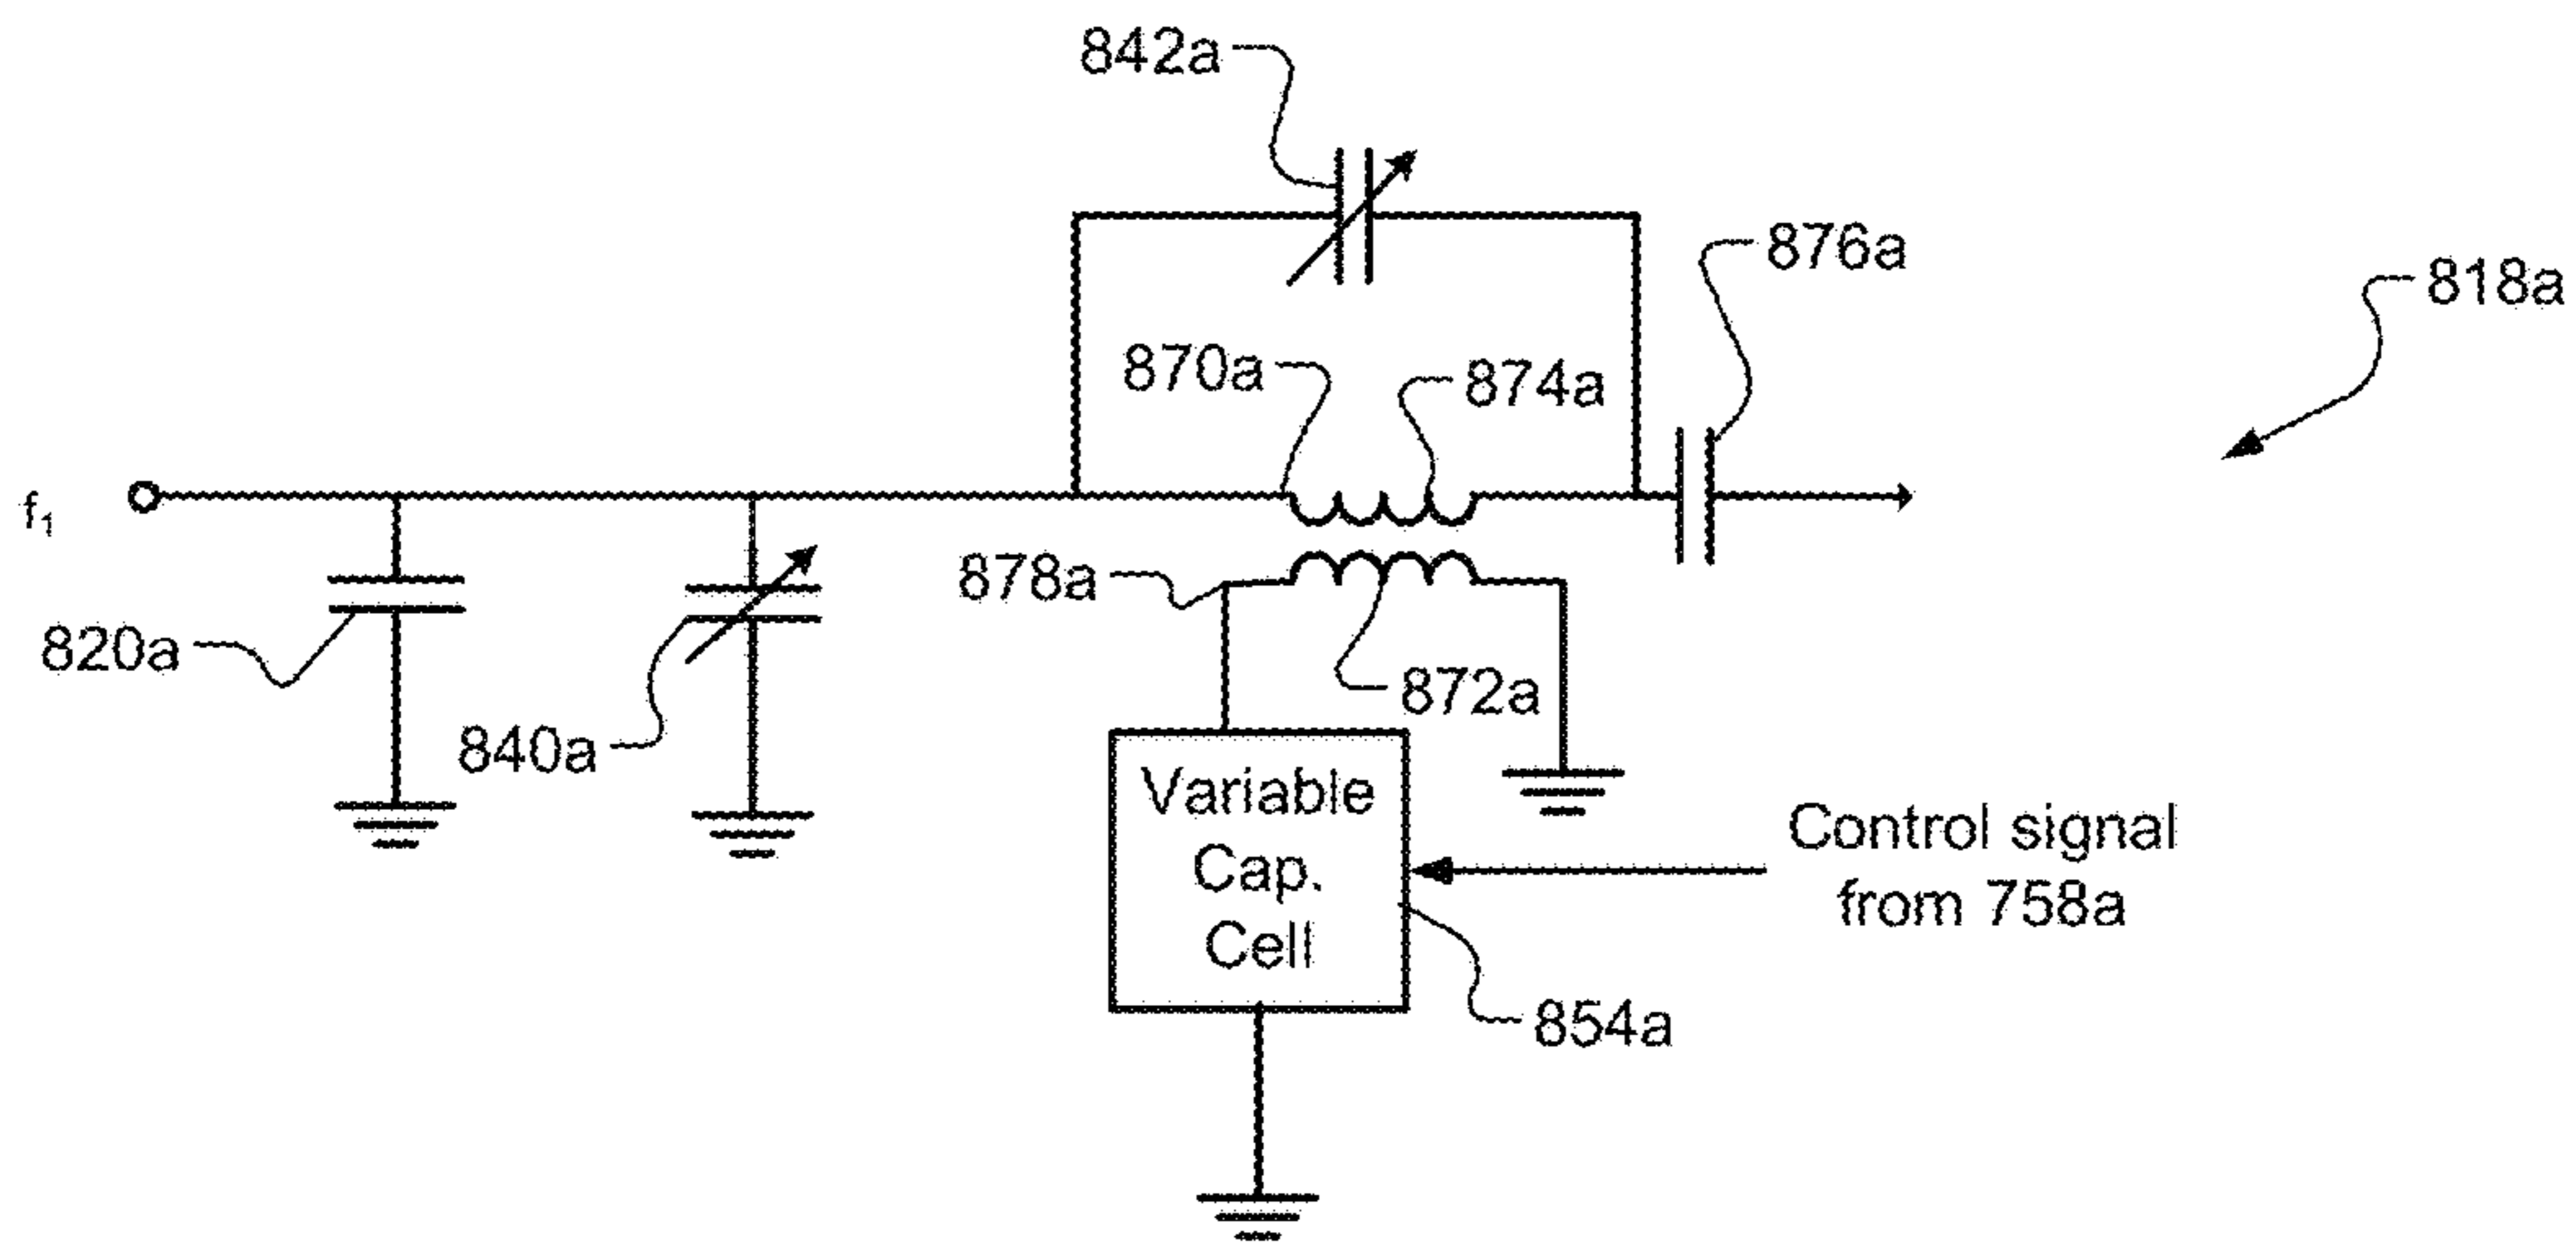 842a
876a
818a
870a
874a
f₁
878a
820a
872a
840a
Variable
Cap.
Cell
Control signal
from 758a
854a